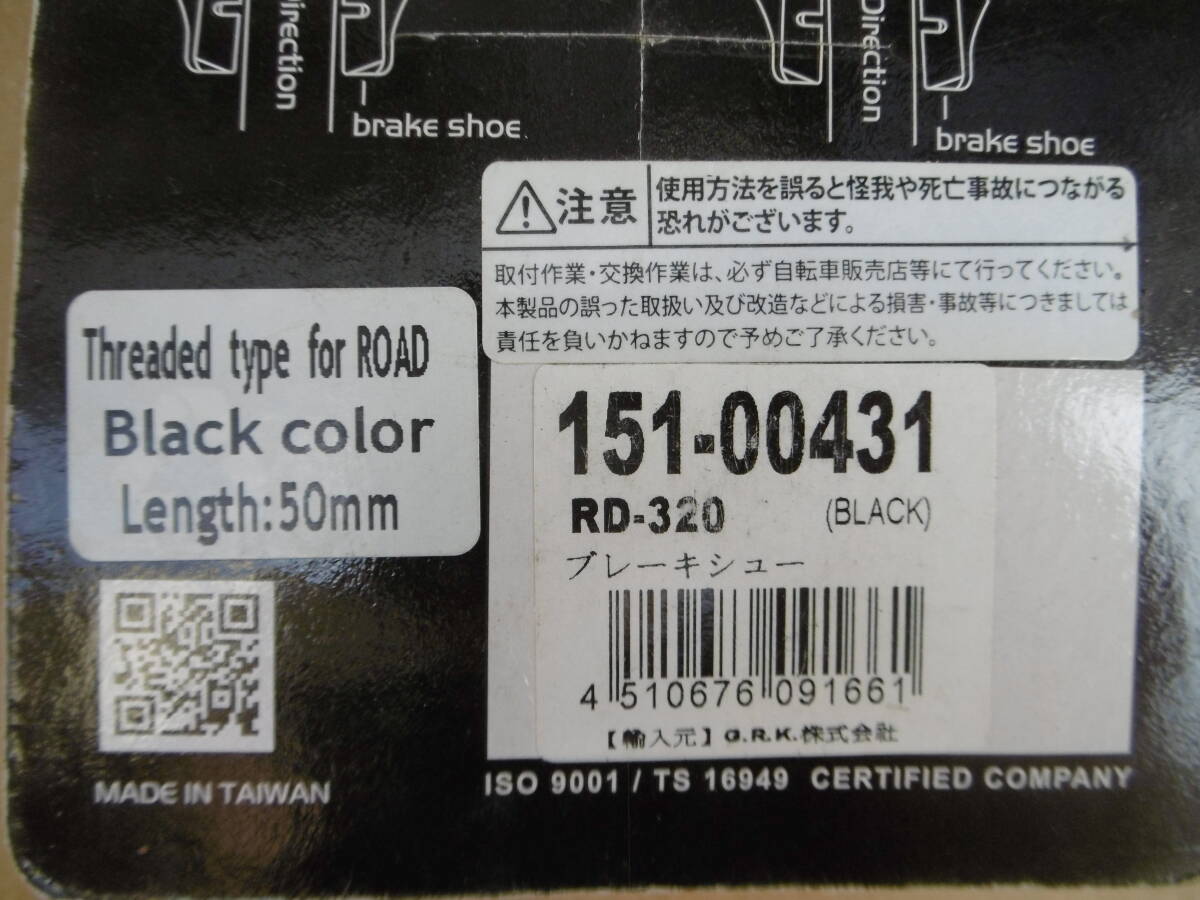 Direction
brake shoe
Direction
brake shoe
注意
使用方法を誤ると怪我や死亡事故につながる
恐れがございます。
取付作業・交換作業は、必ず自転車販売店等にて行ってください。
本製品の誤った取扱い及び改造などによる損害・事故等につきましては
責任を負いかねますので予めご了承ください。
Threaded type for ROAD
Black color
Length:50mm
151-00431
RD-320 (BLACK)
ブレーキシュー
4 510676 091661
【輸入元】G.R.K.株式会社
MADE IN TAIWAN
ISO 9001 / TS 16949 CERTIFIED COMPANY